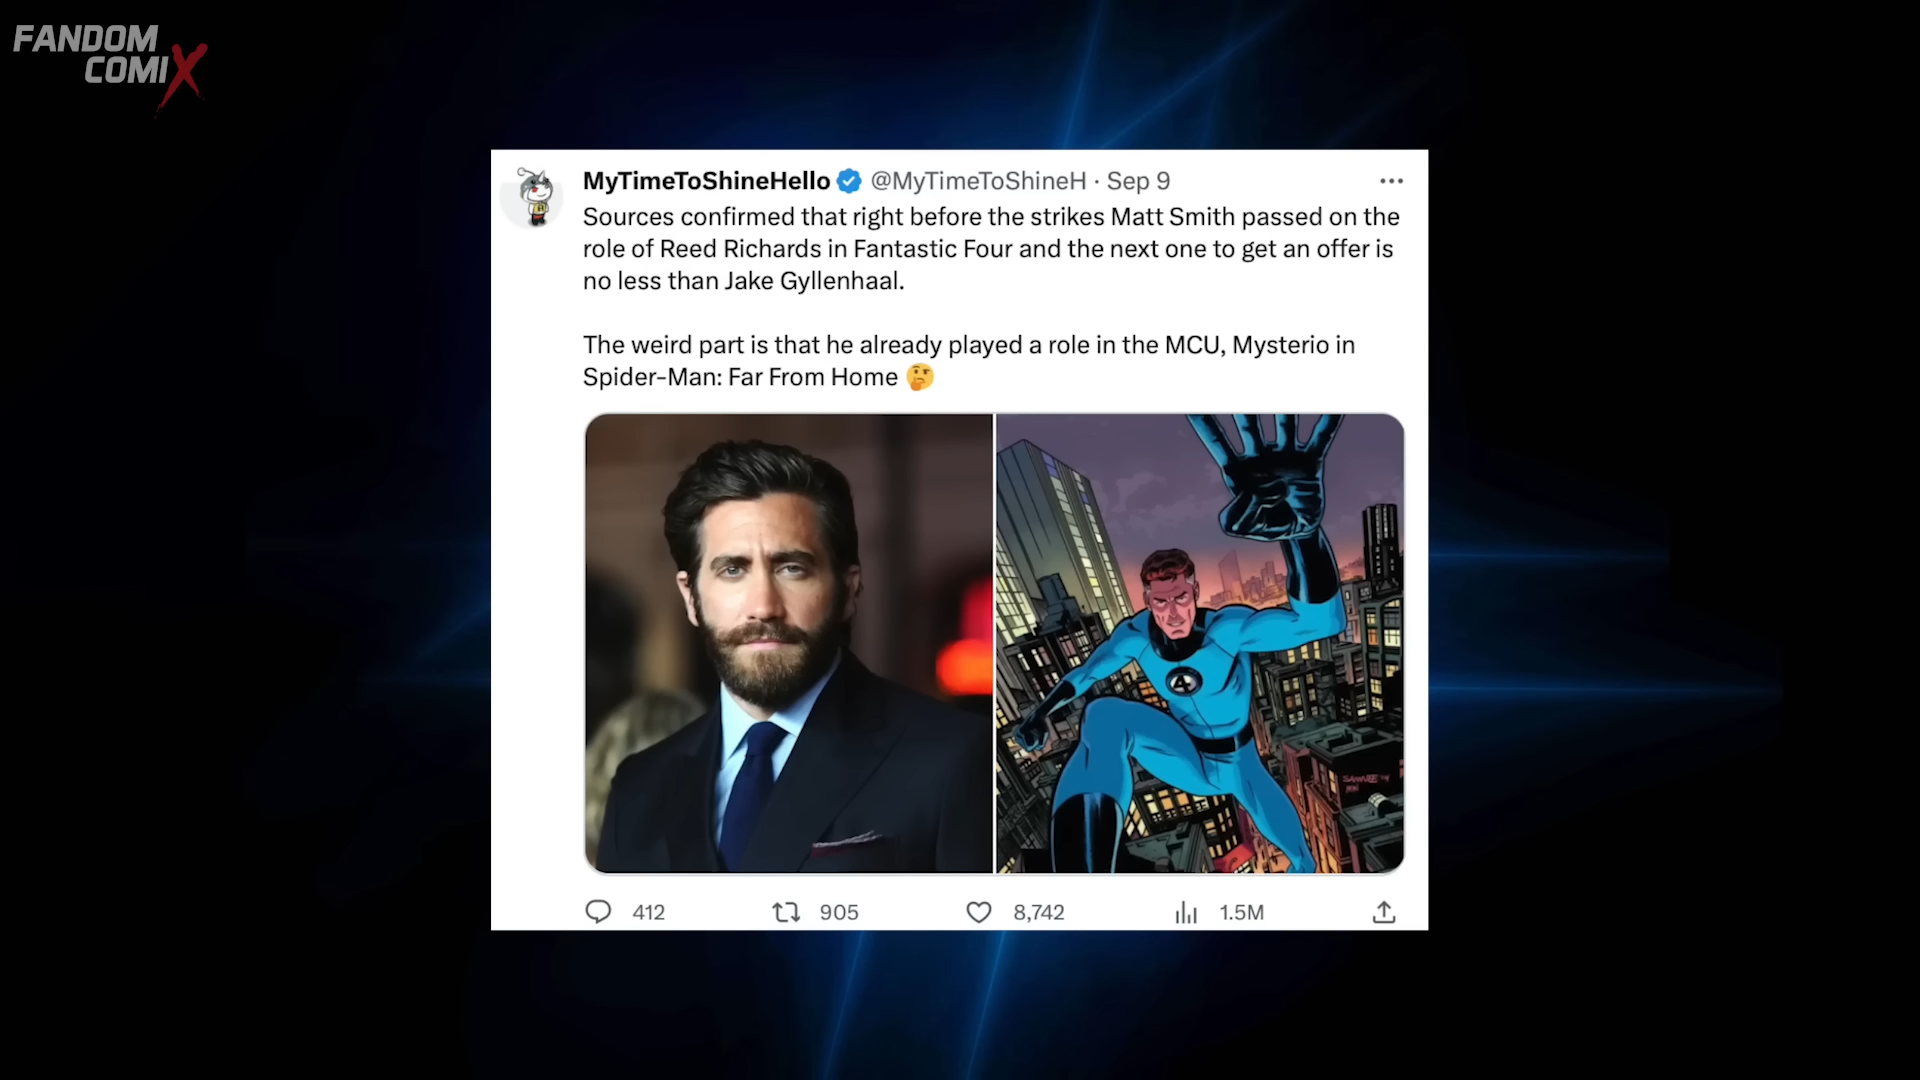 FANDOM
COMIX
MyTimeToShineHello @MyTimeToShineH · Sep 9
Sources confirmed that right before the strikes Matt Smith passed on the
role of Reed Richards in Fantastic Four and the next one to get an offer is
no less than Jake Gyllenhaal.
The weird part is that he already played a role in the MCU, Mysterio in
Spider-Man: Far From Home 🤔
4
412 905 8,742 1.5M